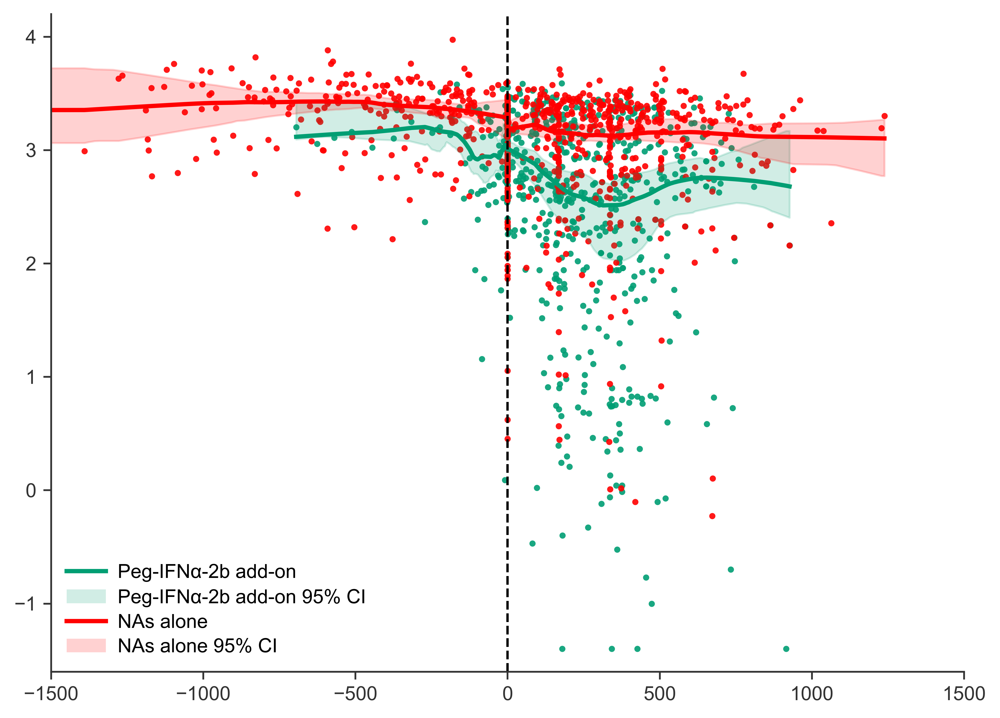 4
3
2
1
0
−1
Peg-IFNα-2b add-on
Peg-IFNα-2b add-on 95% CI
NAs alone
NAs alone 95% CI
−1500 −1000 −500 0 500 1000 1500